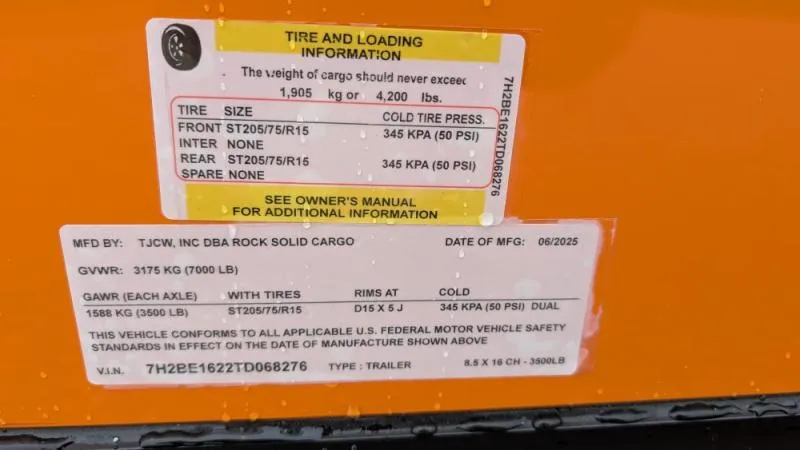 TIRE AND LOADING
INFORMATION
The weight of cargo should never exceed
1,905 kg or 4,200 lbs.
TIRE SIZE COLD TIRE PRESS.
FRONT ST205/75/R15 345 KPA (50 PSI)
INTER NONE
REAR ST205/75/R15 345 KPA (50 PSI)
SPARE NONE
SEE OWNER'S MANUAL
FOR ADDITIONAL INFORMATION
7H2BE1622TD068276
MFD BY: TJCW, INC DBA ROCK SOLID CARGO DATE OF MFG: 06/2025
GVWR: 3175 KG (7000 LB)
GAWR (EACH AXLE) WITH TIRES RIMS AT COLD
1588 KG (3500 LB) ST205/75/R15 D15 X 5 J 345 KPA (50 PSI) DUAL
THIS VEHICLE CONFORMS TO ALL APPLICABLE U.S. FEDERAL MOTOR VEHICLE SAFETY
STANDARDS IN EFFECT ON THE DATE OF MANUFACTURE SHOWN ABOVE
V.I.N. 7H2BE1622TD068276 TYPE : TRAILER 8.5 X 16 CH - 3500LB